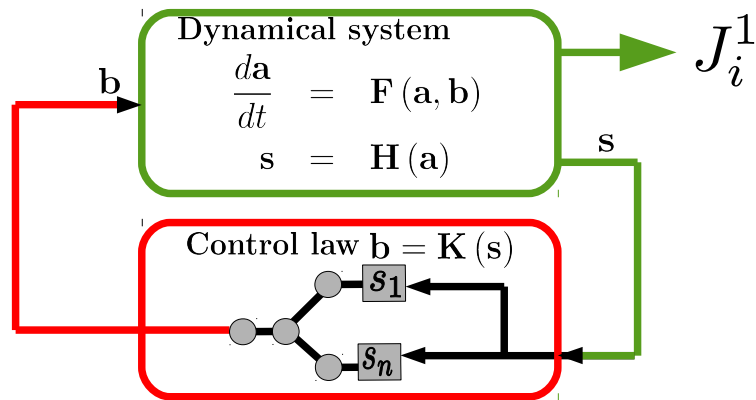 Dynamical system
d𝐚/dt = 𝐅(𝐚, 𝐛)
𝐬 = 𝐇(𝐚)
J_i^1
𝐛
𝐬
Control law 𝐛 = 𝐊(𝐬)
s_1
s_n